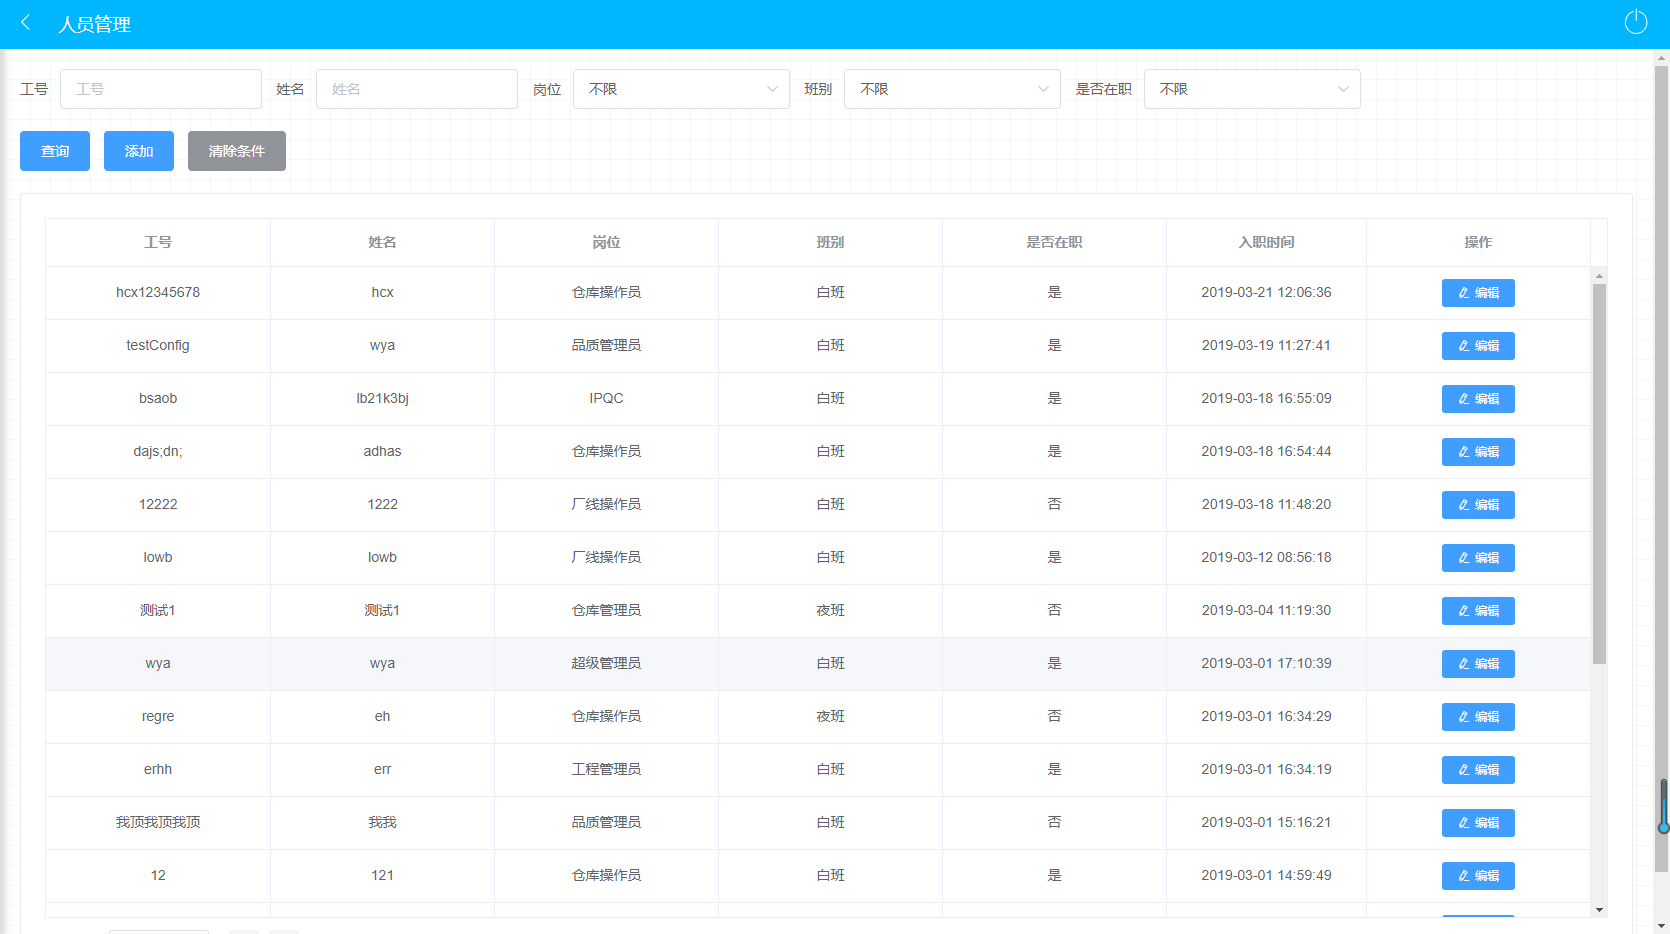 人员管理
工号 工号 姓名 姓名 岗位 不限 班别 不限 是否在职 不限
查询 添加 清除条件
工号 姓名 岗位 班别 是否在职 入职时间 操作
hcx12345678 hcx 仓库操作员 白班 是 2019-03-21 12:06:36 编辑
testConfig wya 品质管理员 白班 是 2019-03-19 11:27:41 编辑
bsaob lb21k3bj IPQC 白班 是 2019-03-18 16:55:09 编辑
dajs;dn; adhas 仓库操作员 白班 是 2019-03-18 16:54:44 编辑
12222 1222 厂线操作员 白班 否 2019-03-18 11:48:20 编辑
lowb lowb 厂线操作员 白班 是 2019-03-12 08:56:18 编辑
测试1 测试1 仓库管理员 夜班 否 2019-03-04 11:19:30 编辑
wya wya 超级管理员 白班 是 2019-03-01 17:10:39 编辑
regre eh 仓库操作员 夜班 否 2019-03-01 16:34:29 编辑
erhh err 工程管理员 白班 是 2019-03-01 16:34:19 编辑
我顶我顶我顶 我我 品质管理员 白班 否 2019-03-01 15:16:21 编辑
12 121 仓库操作员 白班 是 2019-03-01 14:59:49 编辑